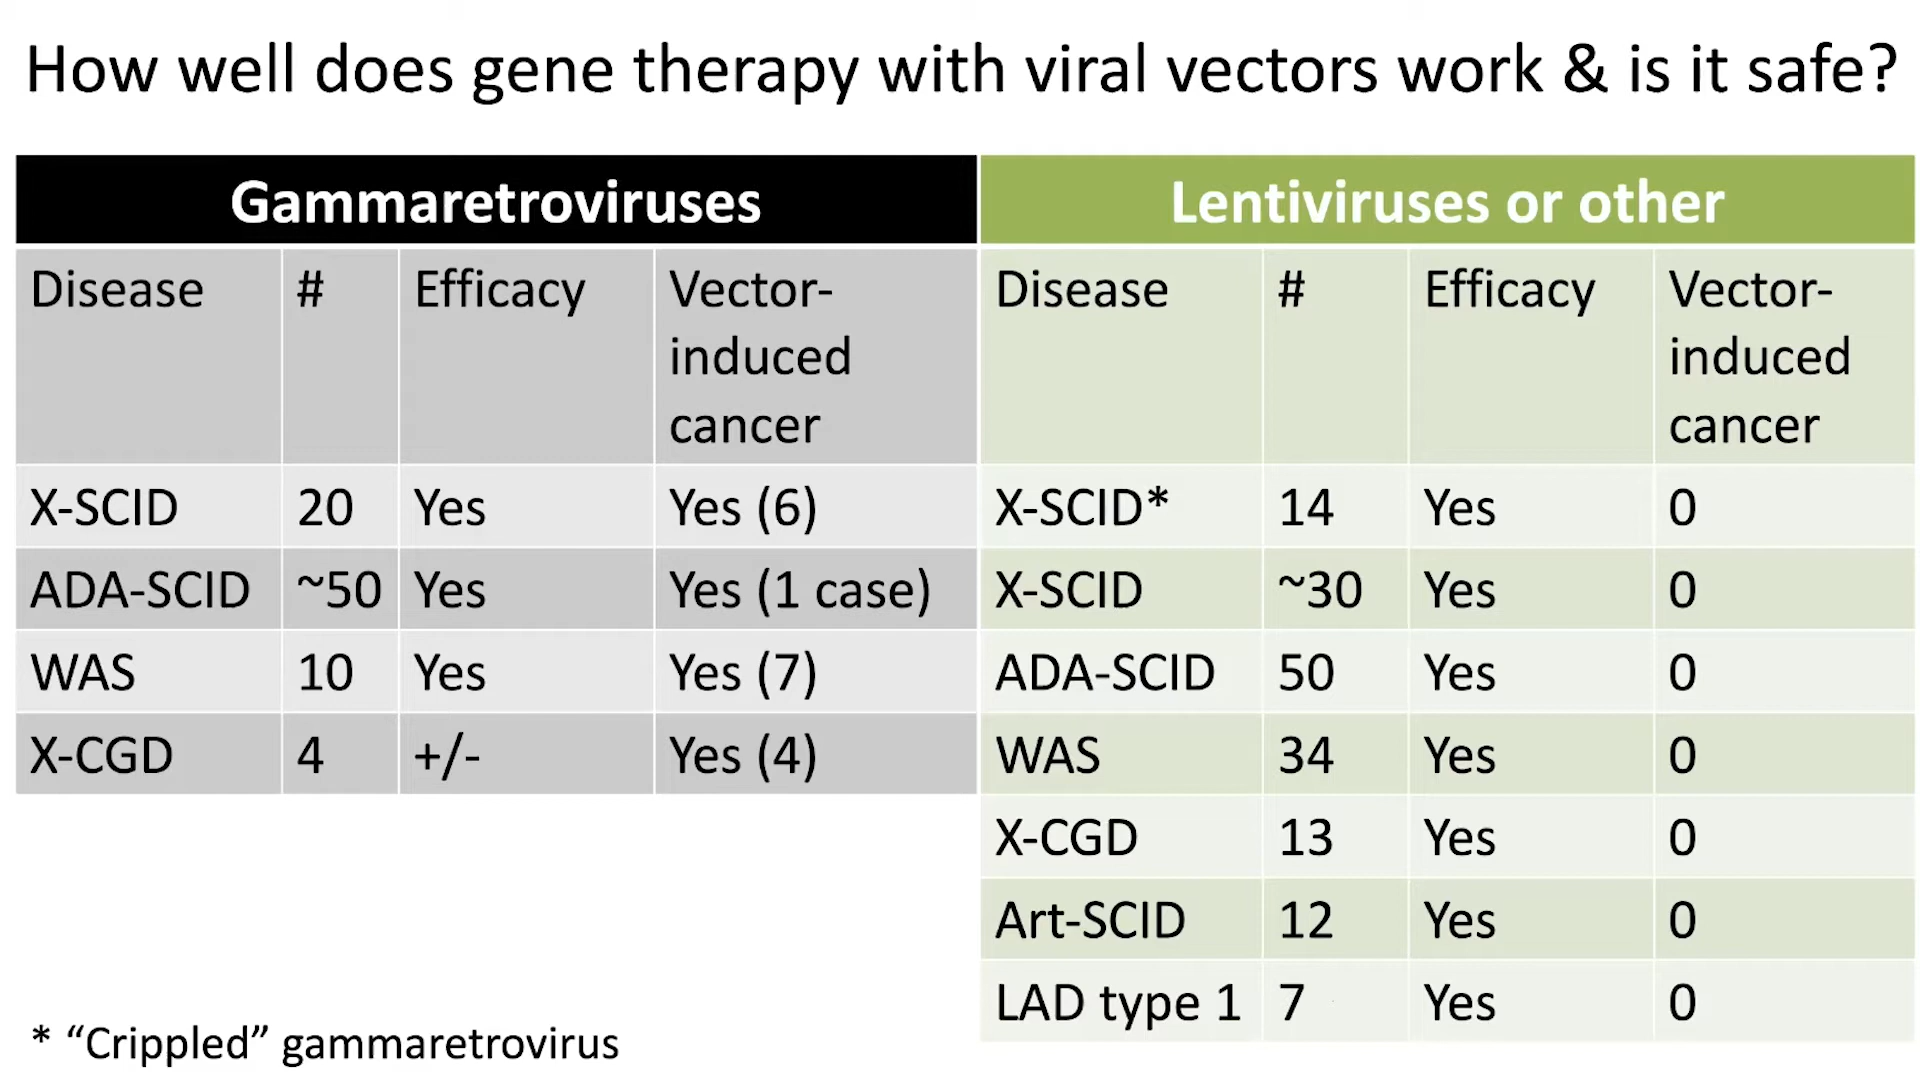 How well does gene therapy with viral vectors work & is it safe?
Gammaretroviruses
Disease # Efficacy Vector-
induced
cancer
X-SCID 20 Yes Yes (6)
ADA-SCID ~50 Yes Yes (1 case)
WAS 10 Yes Yes (7)
X-CGD 4 +/- Yes (4)
Lentiviruses or other
Disease # Efficacy Vector-
induced
cancer
X-SCID* 14 Yes 0
X-SCID ~30 Yes 0
ADA-SCID 50 Yes 0
WAS 34 Yes 0
X-CGD 13 Yes 0
Art-SCID 12 Yes 0
LAD type 1 7 Yes 0
* “Crippled” gammaretrovirus